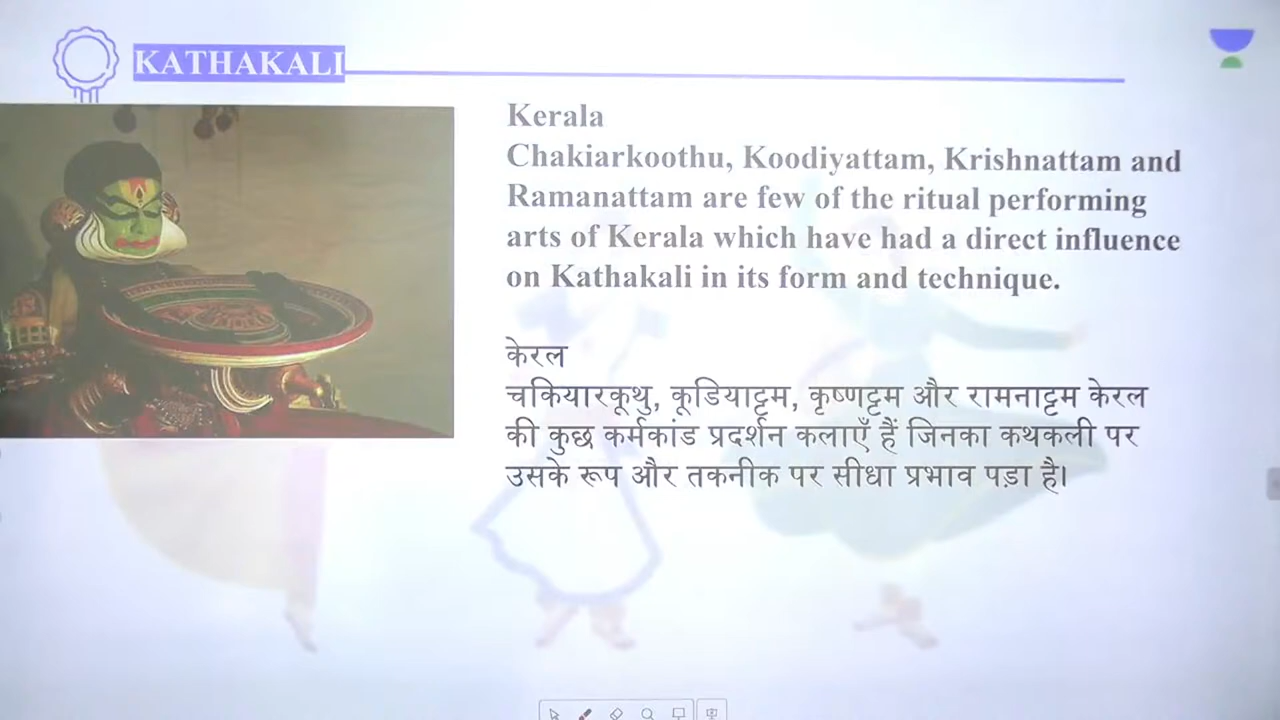 KATHAKALI
Kerala
Chakiarkoothu, Koodiyattam, Krishnattam and
Ramanattam are few of the ritual performing
arts of Kerala which have had a direct influence
on Kathakali in its form and technique.
केरल
चकियारकूथु, कूडियाट्टम, कृष्णट्टम और रामनाट्टम केरल
की कुछ कर्मकांड प्रदर्शन कलाएँ हैं जिनका कथकली पर
उसके रूप और तकनीक पर सीधा प्रभाव पड़ा है।